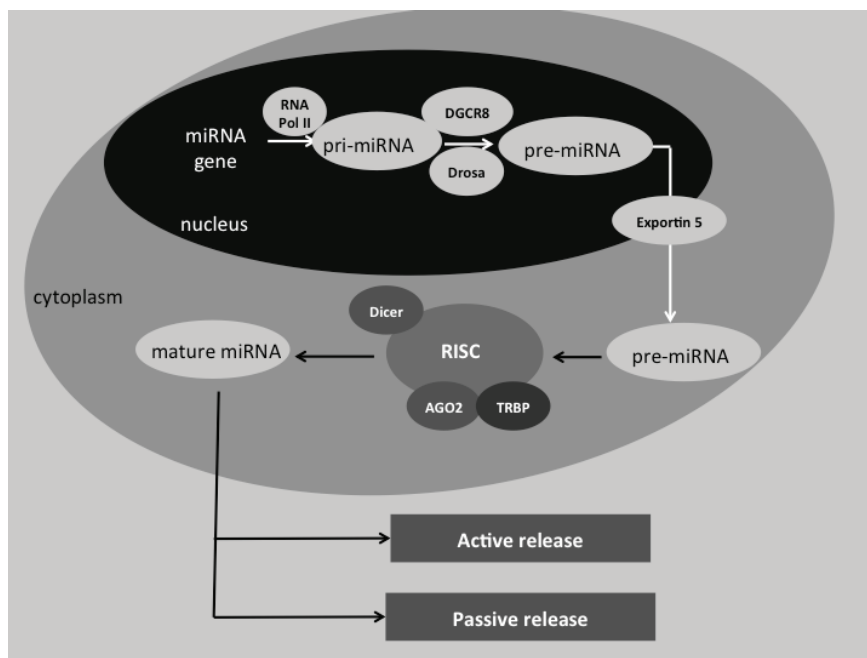 RNA
Pol II
miRNA
gene
pri-miRNA
DGCR8
Drosa
pre-miRNA
nucleus
Exportin 5
cytoplasm
Dicer
mature miRNA
RISC
pre-miRNA
AGO2
TRBP
Active release
Passive release